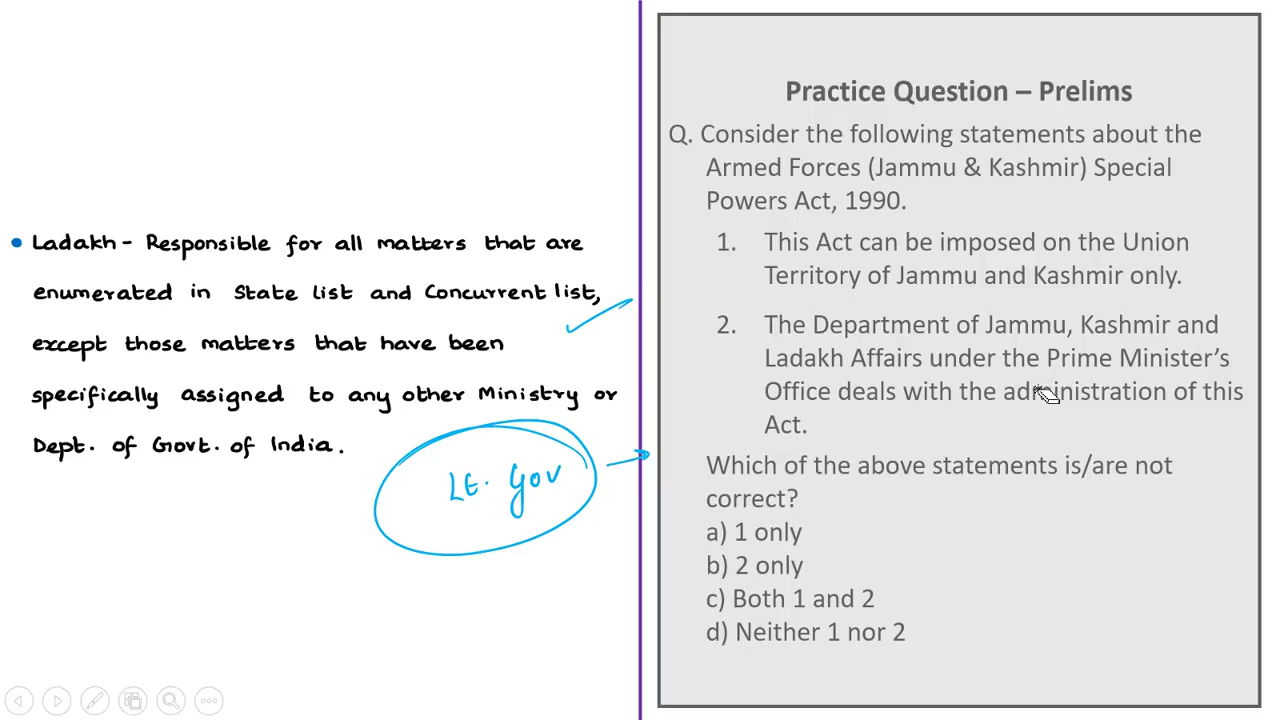 • Ladakh - Responsible for all matters that are
enumerated in State list and Concurrent list,
except those matters that have been
specifically assigned to any other Ministry or
Dept. of Govt. of India.
Lt. Gov
Practice Question – Prelims
Q. Consider the following statements about the
Armed Forces (Jammu & Kashmir) Special
Powers Act, 1990.
1. This Act can be imposed on the Union
Territory of Jammu and Kashmir only.
2. The Department of Jammu, Kashmir and
Ladakh Affairs under the Prime Minister’s
Office deals with the administration of this
Act.
Which of the above statements is/are not
correct?
a) 1 only
b) 2 only
c) Both 1 and 2
d) Neither 1 nor 2